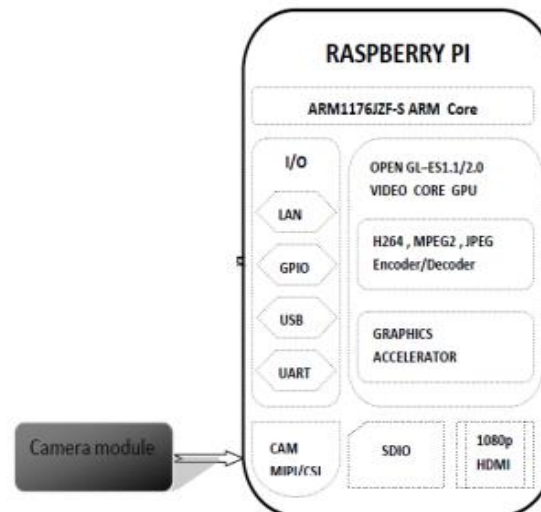 RASPBERRY PI
ARM1176JZF-S ARM Core
I/O
LAN
GPIO
USB
UART
OPEN GL-ES1.1/2.0
VIDEO CORE GPU
H264 , MPEG2 , JPEG
Encoder/Decoder
GRAPHICS
ACCELERATOR
Camera module
CAM
MIPI/CSI
SDIO
1080p
HDMI